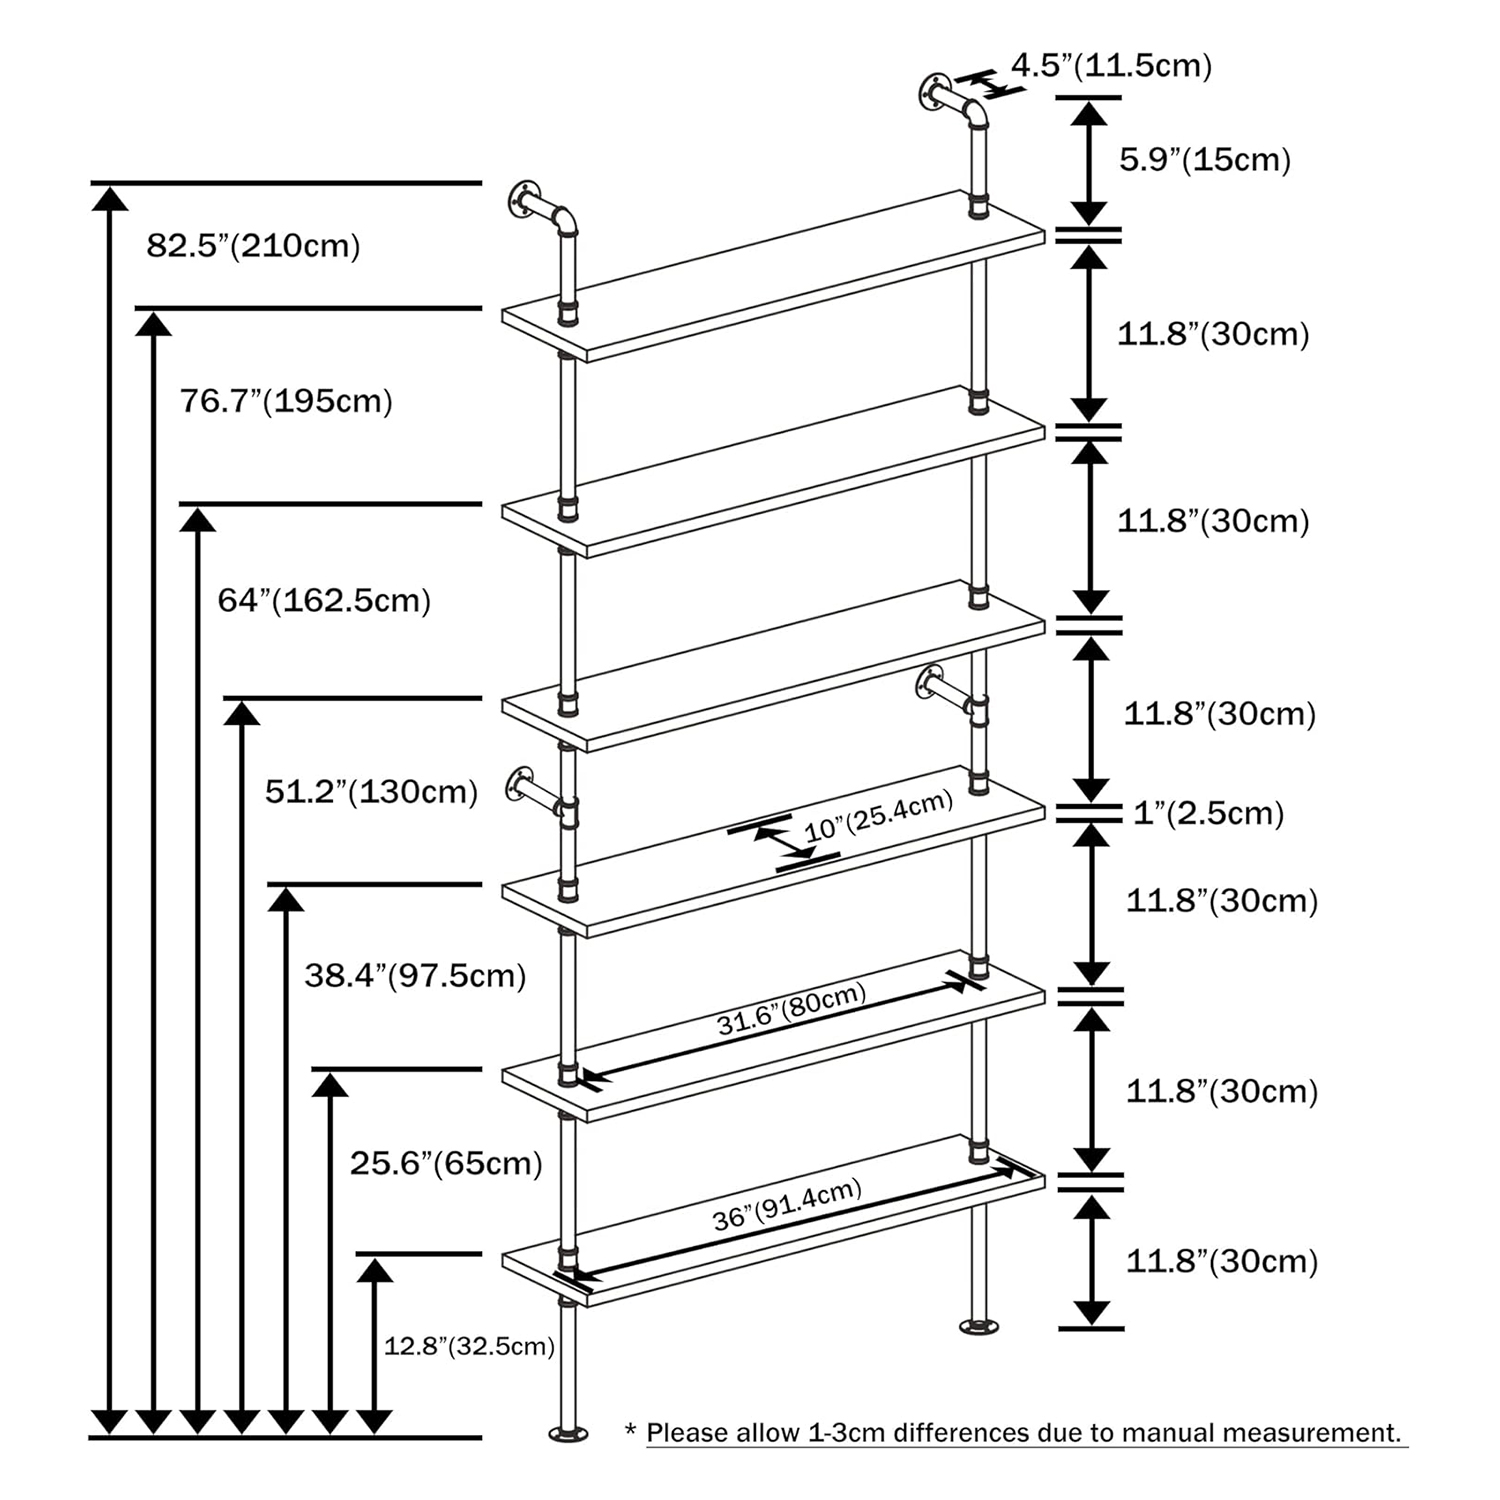 4.5”(11.5cm)
5.9”(15cm)
82.5”(210cm)
11.8”(30cm)
76.7”(195cm)
11.8”(30cm)
64”(162.5cm)
11.8”(30cm)
51.2”(130cm)
10”(25.4cm)
1”(2.5cm)
11.8”(30cm)
38.4”(97.5cm)
31.6”(80cm)
11.8”(30cm)
25.6”(65cm)
36”(91.4cm)
11.8”(30cm)
12.8”(32.5cm)
* Please allow 1-3cm differences due to manual measurement.